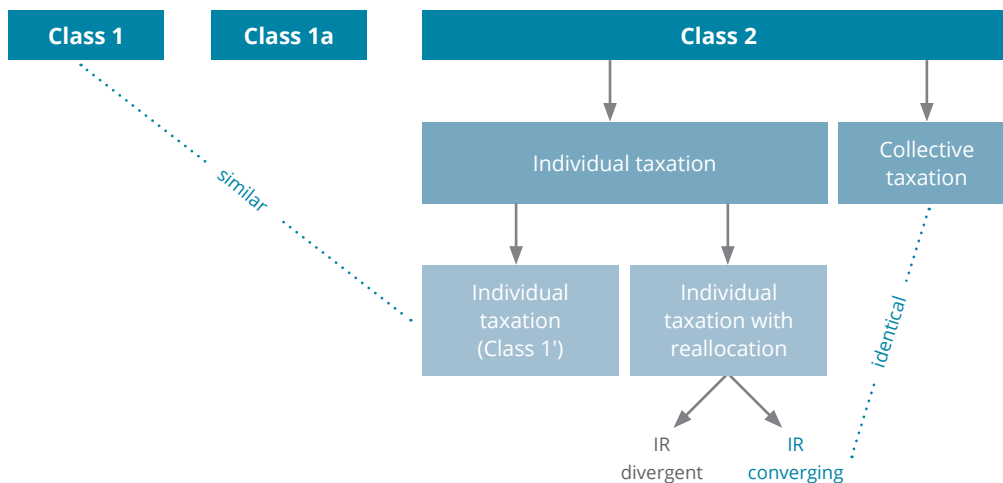 Class 1
Class 1a
Class 2
Individual taxation
Collective
taxation
similar
Individual
taxation
(Class 1')
Individual
taxation with
reallocation
identical
IR
divergent
IR
converging